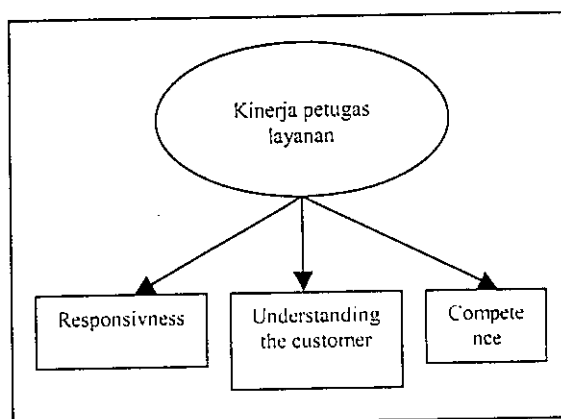 Kinerja petugas
layanan
Responsivness
Understanding
the customer
Compete
nce